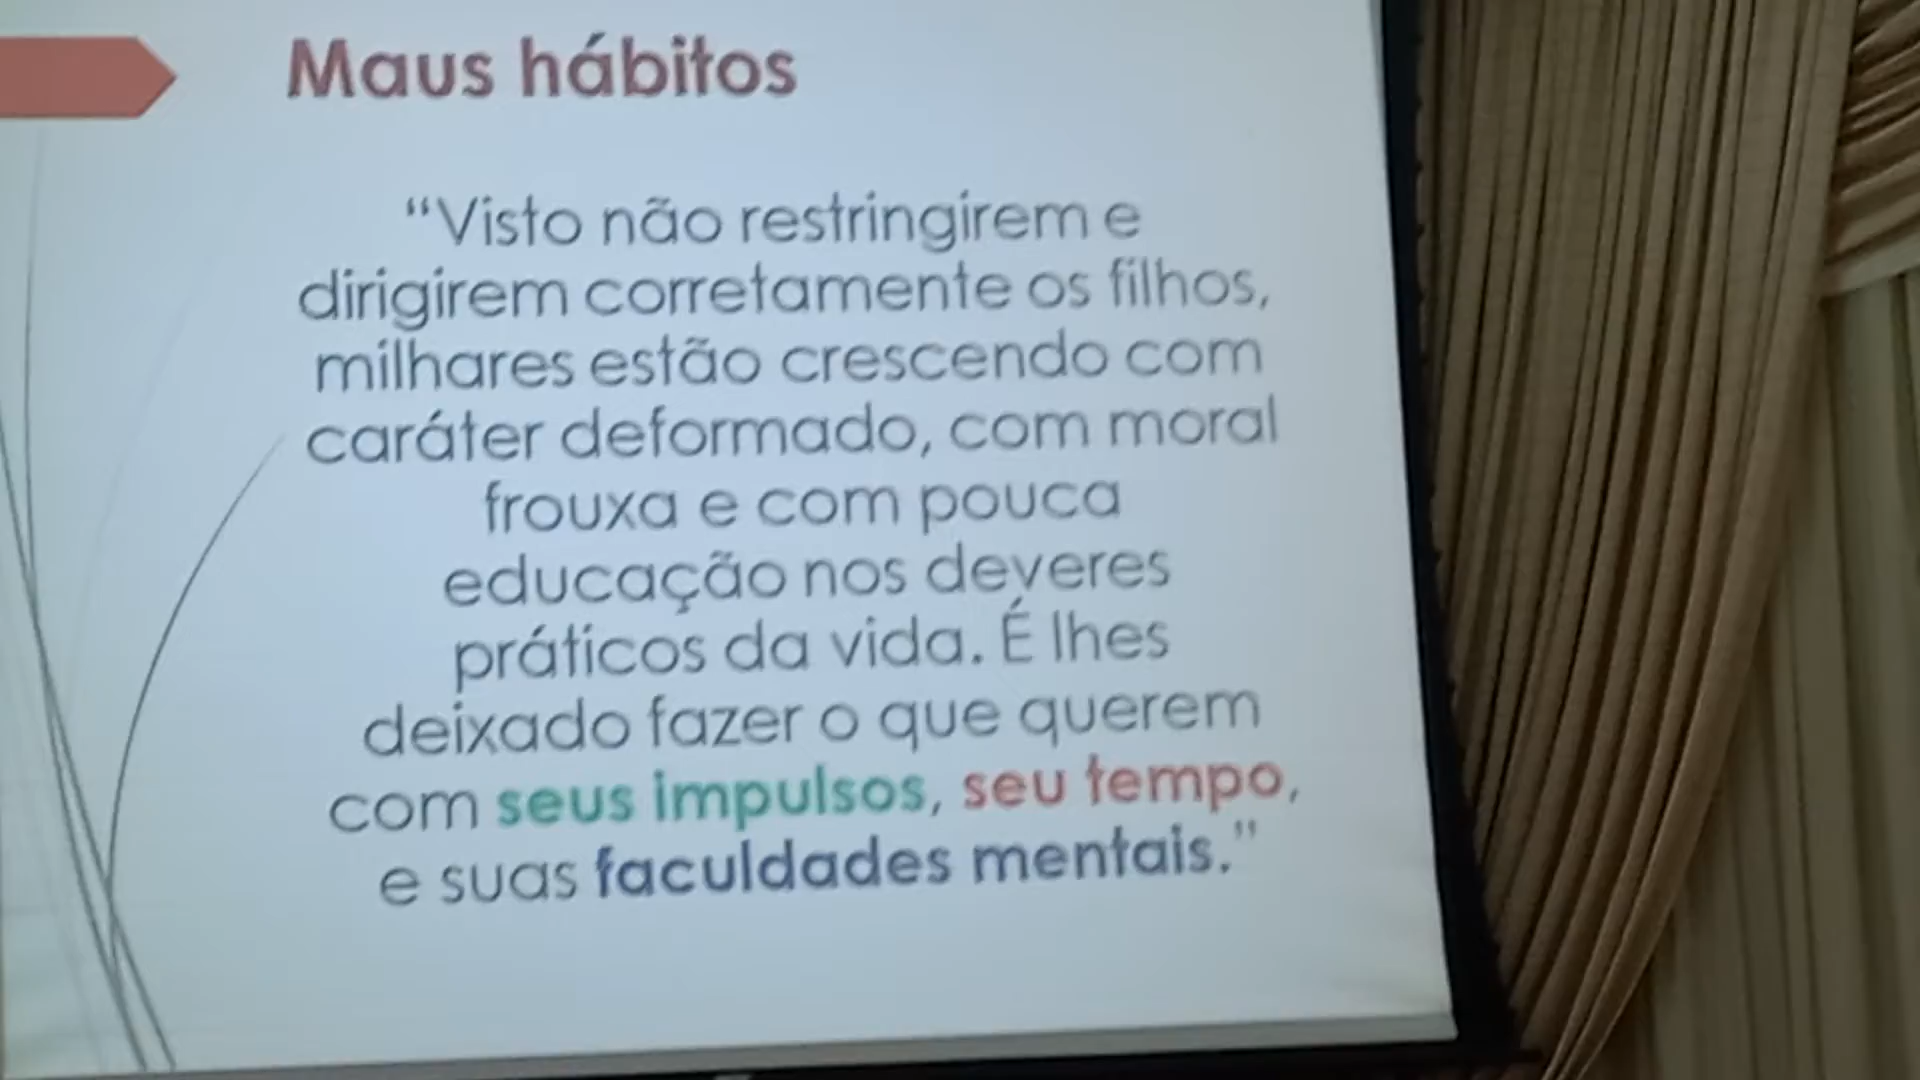 Maus hábitos
“Visto não restringirem e
dirigirem corretamente os filhos,
milhares estão crescendo com
caráter deformado, com moral
frouxa e com pouca
educação nos deveres
práticos da vida. É lhes
deixado fazer o que querem
com seus impulsos, seu tempo,
e suas faculdades mentais.”